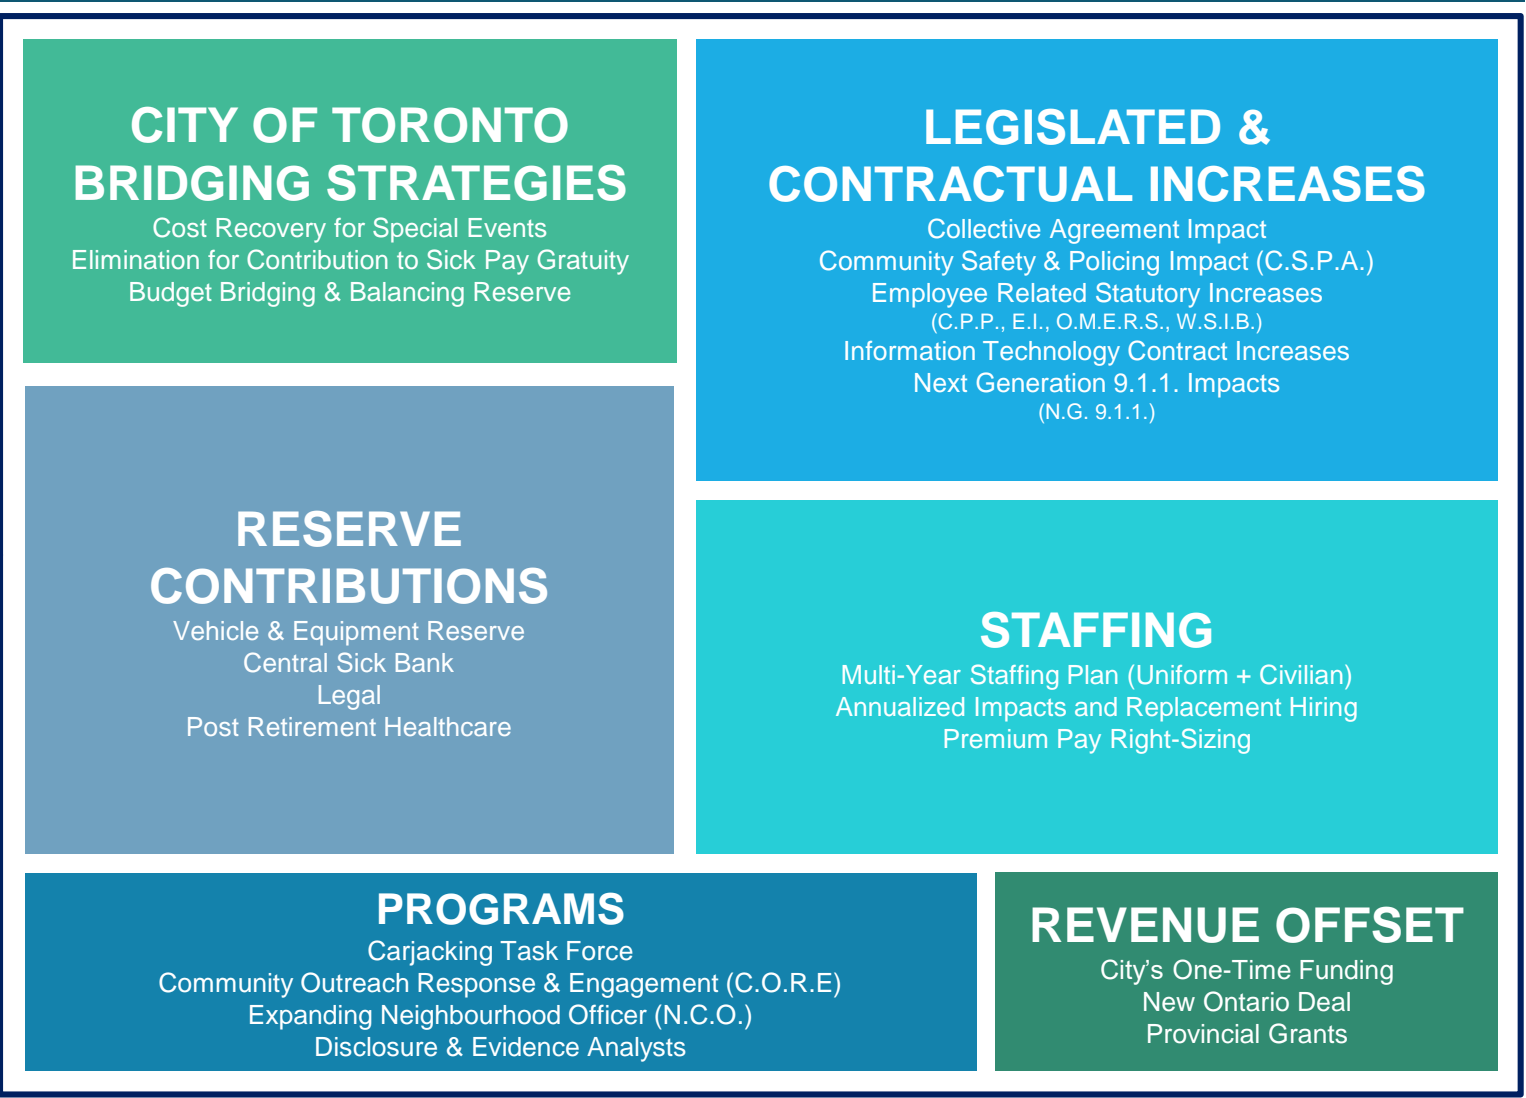 CITY OF TORONTO
BRIDGING STRATEGIES
Cost Recovery for Special Events
Elimination for Contribution to Sick Pay Gratuity
Budget Bridging & Balancing Reserve
LEGISLATED &
CONTRACTUAL INCREASES
Collective Agreement Impact
Community Safety & Policing Impact (C.S.P.A.)
Employee Related Statutory Increases
(C.P.P., E.I., O.M.E.R.S., W.S.I.B.)
Information Technology Contract Increases
Next Generation 9.1.1. Impacts
(N.G. 9.1.1.)
RESERVE
CONTRIBUTIONS
Vehicle & Equipment Reserve
Central Sick Bank
Legal
Post Retirement Healthcare
STAFFING
Multi-Year Staffing Plan (Uniform + Civilian)
Annualized Impacts and Replacement Hiring
Premium Pay Right-Sizing
PROGRAMS
Carjacking Task Force
Community Outreach Response & Engagement (C.O.R.E)
Expanding Neighbourhood Officer (N.C.O.)
Disclosure & Evidence Analysts
REVENUE OFFSET
City’s One-Time Funding
New Ontario Deal
Provincial Grants